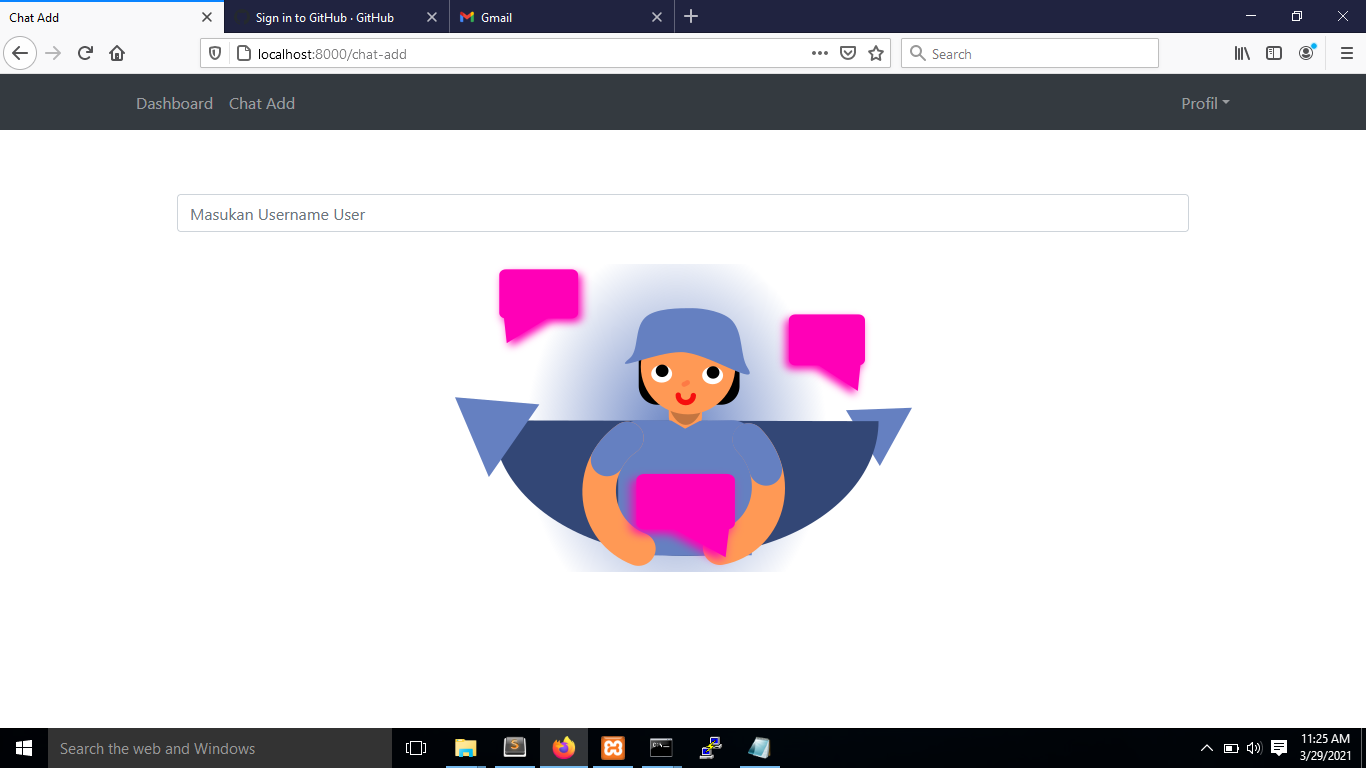 Chat Add
Sign in to GitHub · GitHub
Gmail
localhost:8000/chat-add
Search
Dashboard
Chat Add
Profil
Masukan Username User
Search the web and Windows
11:25 AM
3/29/2021